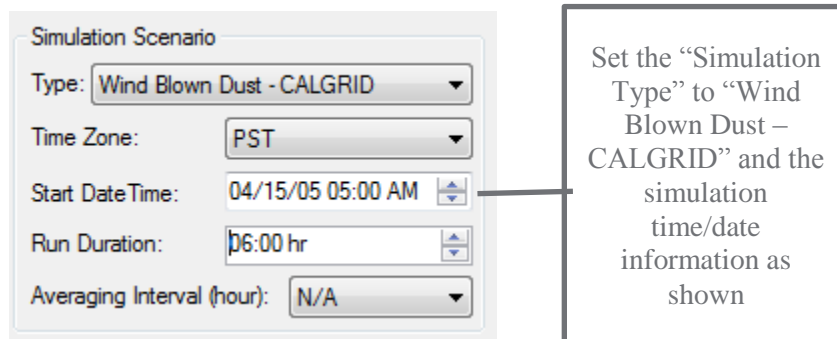 Simulation Scenario
Type: Wind Blown Dust - CALGRID
Time Zone: PST
Start DateTime: 04/15/05 05:00 AM
Run Duration: 06:00 hr
Averaging Interval (hour): N/A
Set the “Simulation
Type” to “Wind
Blown Dust –
CALGRID” and the
simulation
time/date
information as
shown